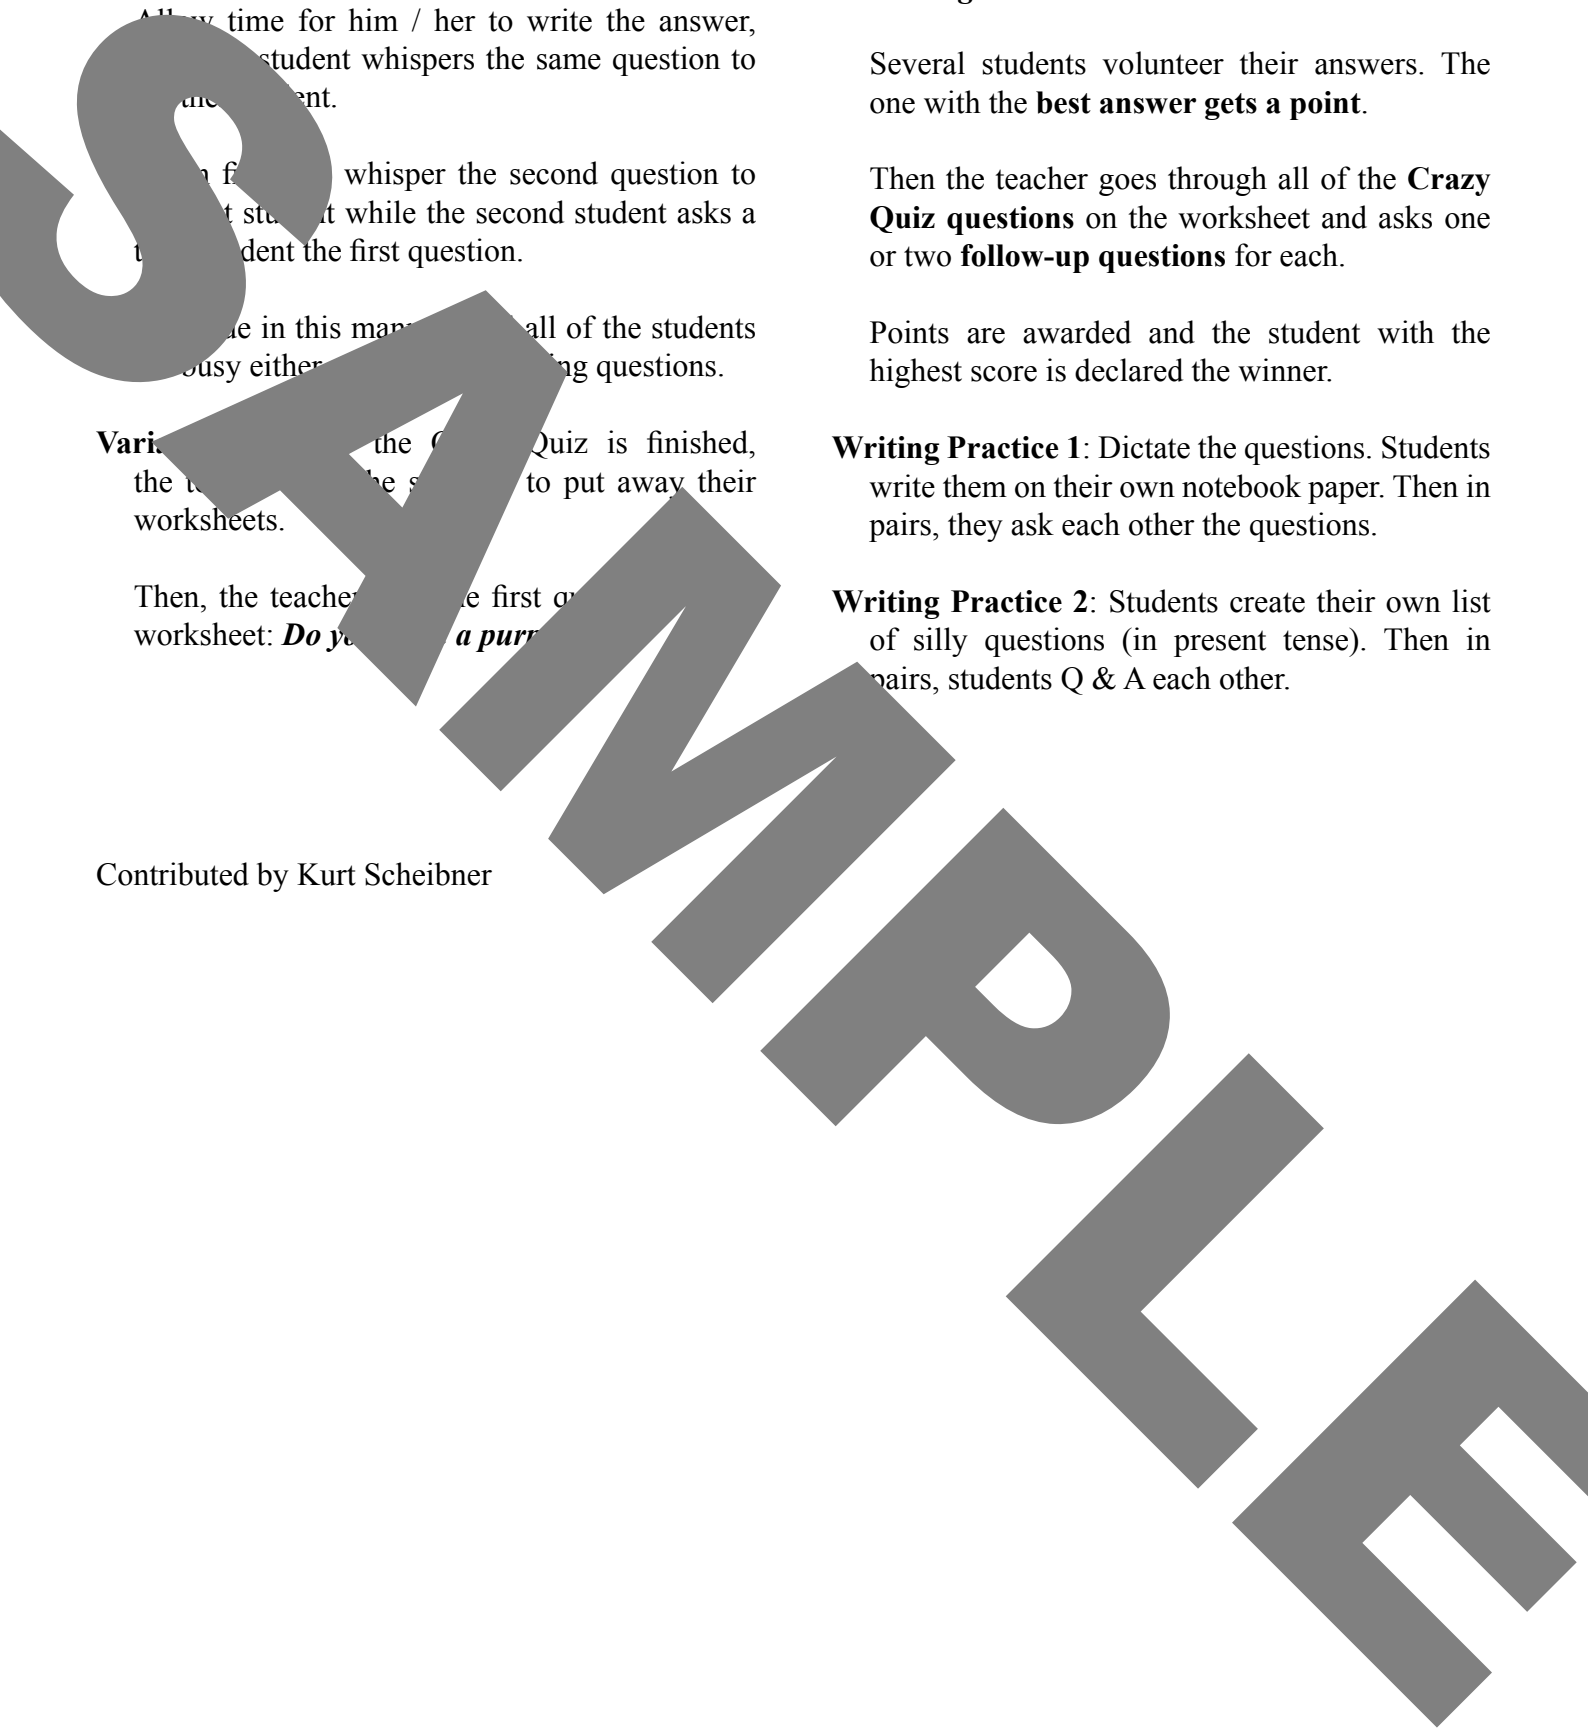 time for him / her to write the answer,
student whispers the same question to
whisper the second question to
while the second student asks a
the first question.
in this all of the students
busy either questions.
the Quiz is finished,
the to put away their
worksheets.
Then, the teacher first
worksheet: Do a
Contributed by Kurt Scheibner
Several students volunteer their answers. The
one with the best answer gets a point.
Then the teacher goes through all of the Crazy
Quiz questions on the worksheet and asks one
or two follow-up questions for each.
Points are awarded and the student with the
highest score is declared the winner.
Writing Practice 1: Dictate the questions. Students
write them on their own notebook paper. Then in
pairs, they ask each other the questions.
Writing Practice 2: Students create their own list
of silly questions (in present tense). Then in
pairs, students Q & A each other.
SAMPLE